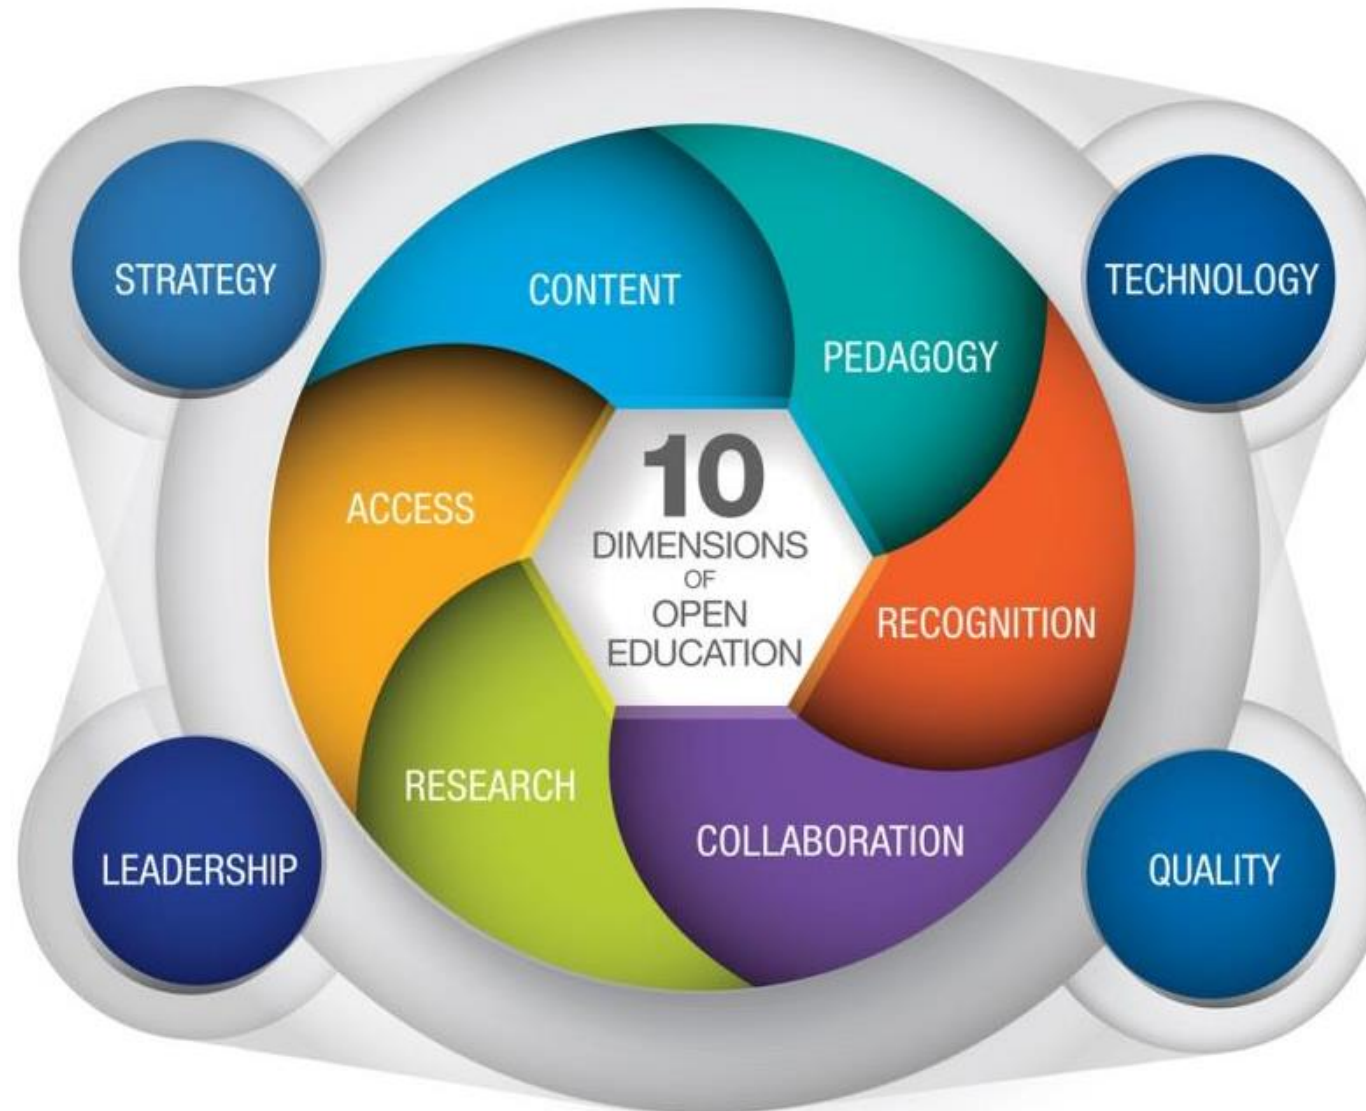 STRATEGY
TECHNOLOGY
CONTENT
PEDAGOGY
ACCESS
10
DIMENSIONS
OF
OPEN
EDUCATION
RECOGNITION
RESEARCH
COLLABORATION
LEADERSHIP
QUALITY